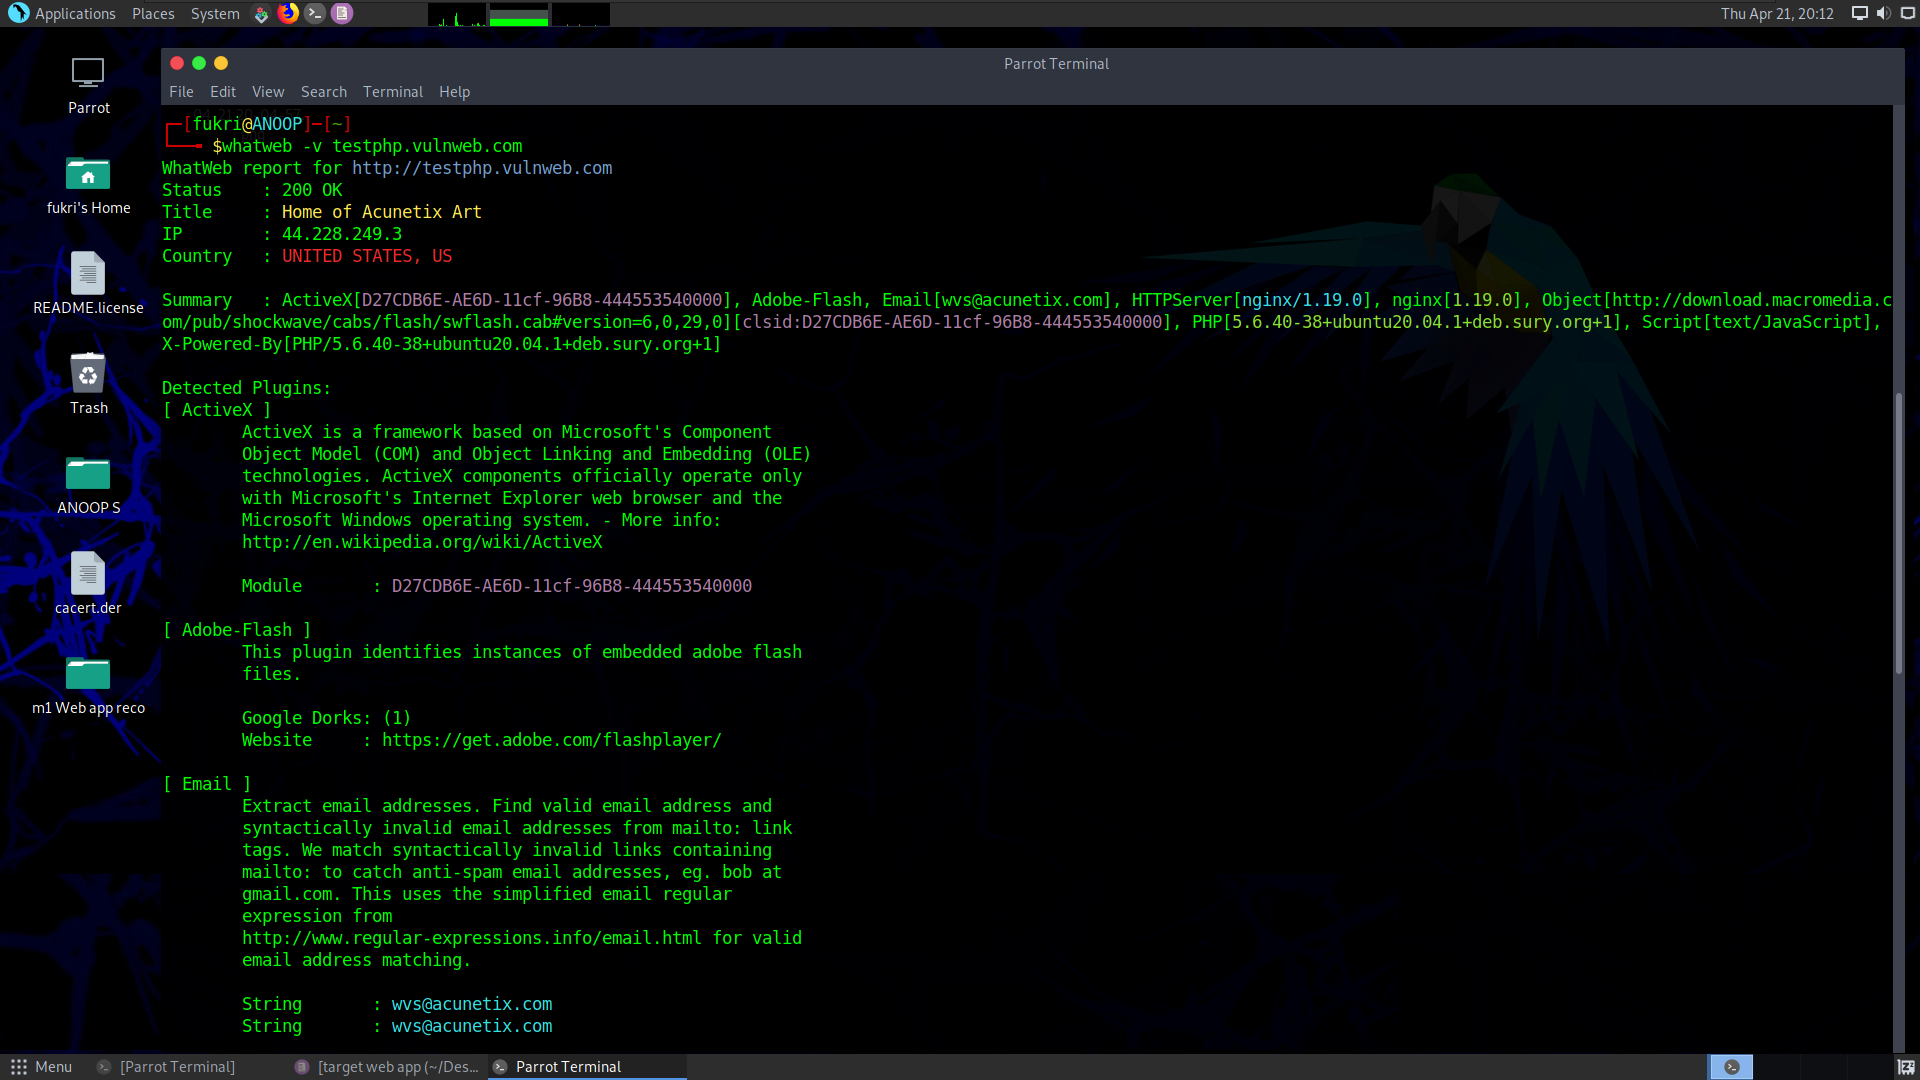 Applications Places System Thu Apr 21, 20:12
Parrot Terminal
File Edit View Search Terminal Help
Parrot
fukri's Home
README.license
Trash
ANOOP S
cacert.der
m1 Web app reco
[fukri@ANOOP]-[~]
$whatweb -v testphp.vulnweb.com
WhatWeb report for http://testphp.vulnweb.com
Status : 200 OK
Title : Home of Acunetix Art
IP : 44.228.249.3
Country : UNITED STATES, US
Summary : ActiveX[D27CDB6E-AE6D-11cf-96B8-444553540000], Adobe-Flash, Email[wvs@acunetix.com], HTTPServer[nginx/1.19.0], nginx[1.19.0], Object[http://download.macromedia.c
om/pub/shockwave/cabs/flash/swflash.cab#version=6,0,29,0][clsid:D27CDB6E-AE6D-11cf-96B8-444553540000], PHP[5.6.40-38+ubuntu20.04.1+deb.sury.org+1], Script[text/JavaScript],
X-Powered-By[PHP/5.6.40-38+ubuntu20.04.1+deb.sury.org+1]
Detected Plugins:
[ ActiveX ]
ActiveX is a framework based on Microsoft's Component
Object Model (COM) and Object Linking and Embedding (OLE)
technologies. ActiveX components officially operate only
with Microsoft's Internet Explorer web browser and the
Microsoft Windows operating system. - More info:
http://en.wikipedia.org/wiki/ActiveX
Module : D27CDB6E-AE6D-11cf-96B8-444553540000
[ Adobe-Flash ]
This plugin identifies instances of embedded adobe flash
files.
Google Dorks: (1)
Website : https://get.adobe.com/flashplayer/
[ Email ]
Extract email addresses. Find valid email address and
syntactically invalid email addresses from mailto: link
tags. We match syntactically invalid links containing
mailto: to catch anti-spam email addresses, eg. bob at
gmail.com. This uses the simplified email regular
expression from
http://www.regular-expressions.info/email.html for valid
email address matching.
String : wvs@acunetix.com
String : wvs@acunetix.com
Menu [Parrot Terminal] [target web app (~/Des... Parrot Terminal